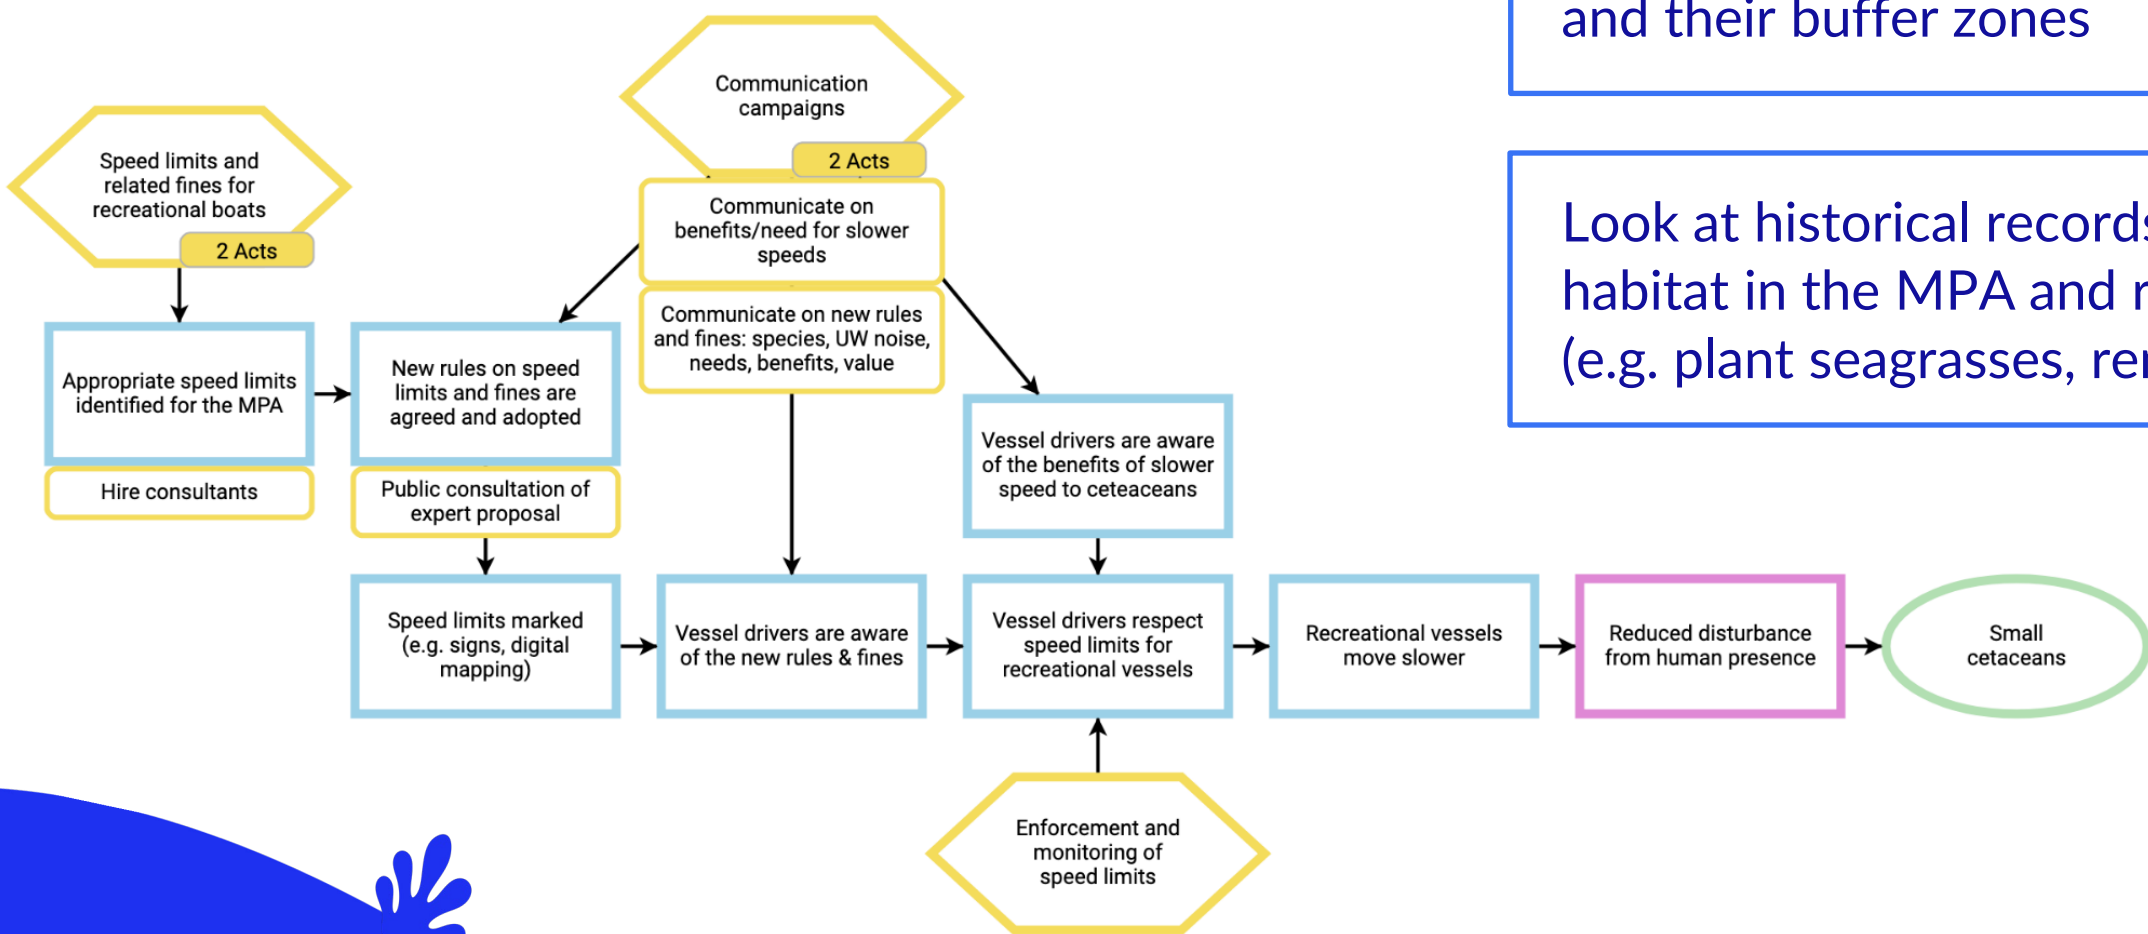 and their buffer zones
Communication
campaigns
2 Acts
Speed limits and
related fines for
recreational boats
2 Acts
Communicate on
benefits/need for slower
speeds
Communicate on new rules
and fines: species, UW noise,
needs, benefits, value
Look at historical records
habitat in the MPA and
(e.g. plant seagrasses,
Appropriate speed limits
identified for the MPA
Hire consultants
New rules on speed
limits and fines are
agreed and adopted
Public consultation of
expert proposal
Vessel drivers are aware
of the benefits of slower
speed to ceteaceans
Speed limits marked
(e.g. signs, digital
mapping)
Vessel drivers are aware
of the new rules & fines
Vessel drivers respect
speed limits for
recreational vessels
Recreational vessels
move slower
Reduced disturbance
from human presence
Small
cetaceans
Enforcement and
monitoring of
speed limits